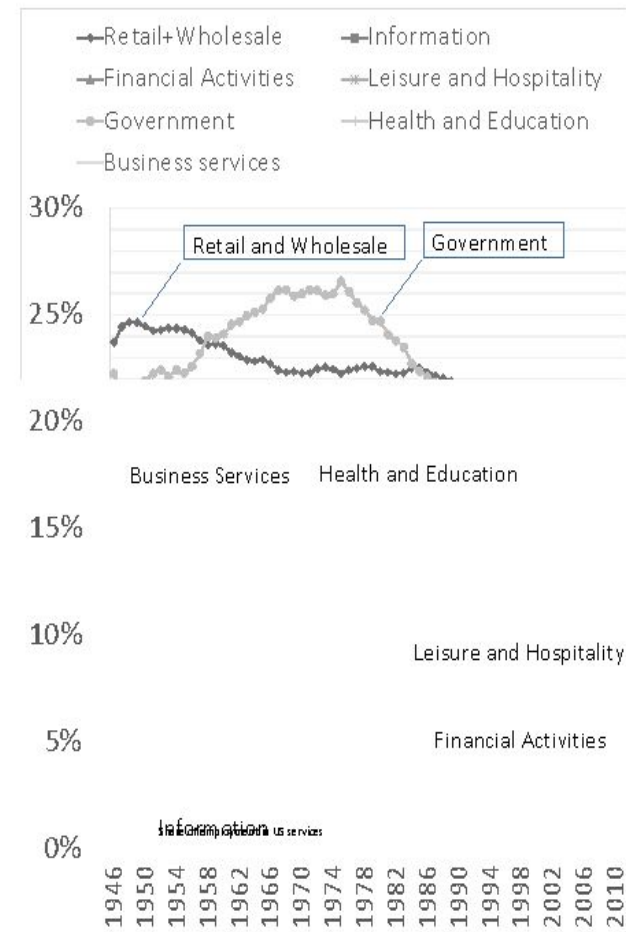 Retail+Wholesale Information
Financial Activities Leisure and Hospitality
Government Health and Education
Business services
30%
Retail and Wholesale Government
25%
20%
Business Services Health and Education
15%
10%
Leisure and Hospitality
5%
Financial Activities
Information
US services
0%
1946 1950 1954 1958 1962 1966 1970 1974 1978 1982 1986 1990 1994 1998 2002 2006 2010